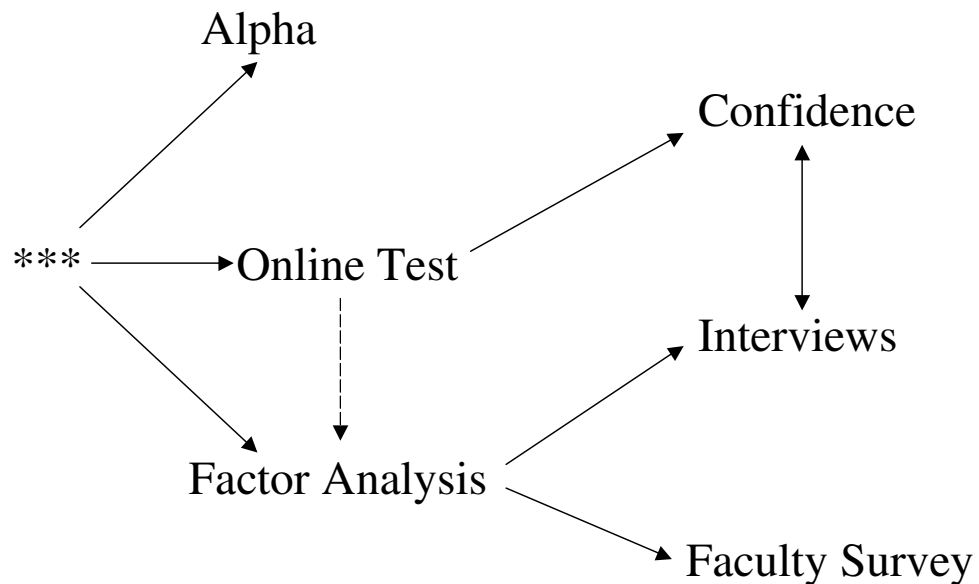 Alpha
Confidence
***
Online Test
Interviews
Factor Analysis
Faculty Survey